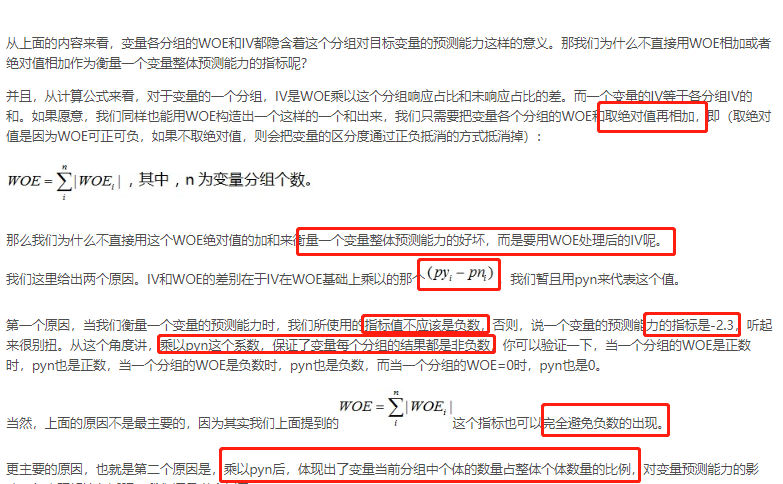 从上面的内容来看，变量各分组的WOE和IV都隐含着这个分组对目标变量的预测能力这样的意义。那我们为什么不直接用WOE相加或者
绝对值相加作为衡量一个变量整体预测能力的指标呢？
并且，从计算公式来看，对于变量的一个分组，IV是WOE乘以这个分组响应占比和未响应占比的差。而一个变量的IV等于各分组IV的
和。如果愿意，我们同样也能用WOE构造出一个这样的一个和出来，我们只需要把变量各个分组的WOE和取绝对值再相加，即（取绝对
值是因为WOE可正可负，如果不取绝对值，则会把变量的区分度通过正负抵消的方式抵消掉）：
WOE = ∑_i^n |WOE_i| ，其中，n 为变量分组个数。
那么我们为什么不直接用这个WOE绝对值的加和来衡量一个变量整体预测能力的好坏，而是要用WOE处理后的IV呢。
我们这里给出两个原因。IV和WOE的差别在于IV在WOE基础上乘以的那个 (py_i − pn_i) 我们暂且用pyn来代表这个值。
第一个原因，当我们衡量一个变量的预测能力时，我们所使用的指标值不应该是负数，否则，说一个变量的预测能力的指标是-2.3，听起
来很别扭。从这个角度讲，乘以pyn这个系数，保证了变量每个分组的结果都是非负数，你可以验证一下，当一个分组的WOE是正数
时，pyn也是正数，当一个分组的WOE是负数时，pyn也是负数，而当一个分组的WOE=0时，pyn也是0。
当然，上面的原因不是最主要的，因为其实我们上面提到的 WOE = ∑_i^n |WOE_i| 这个指标也可以完全避免负数的出现。
更主要的原因，也就是第二个原因是，乘以pyn后，体现出了变量当前分组中个体的数量占整体个体数量的比例，对变量预测能力的影